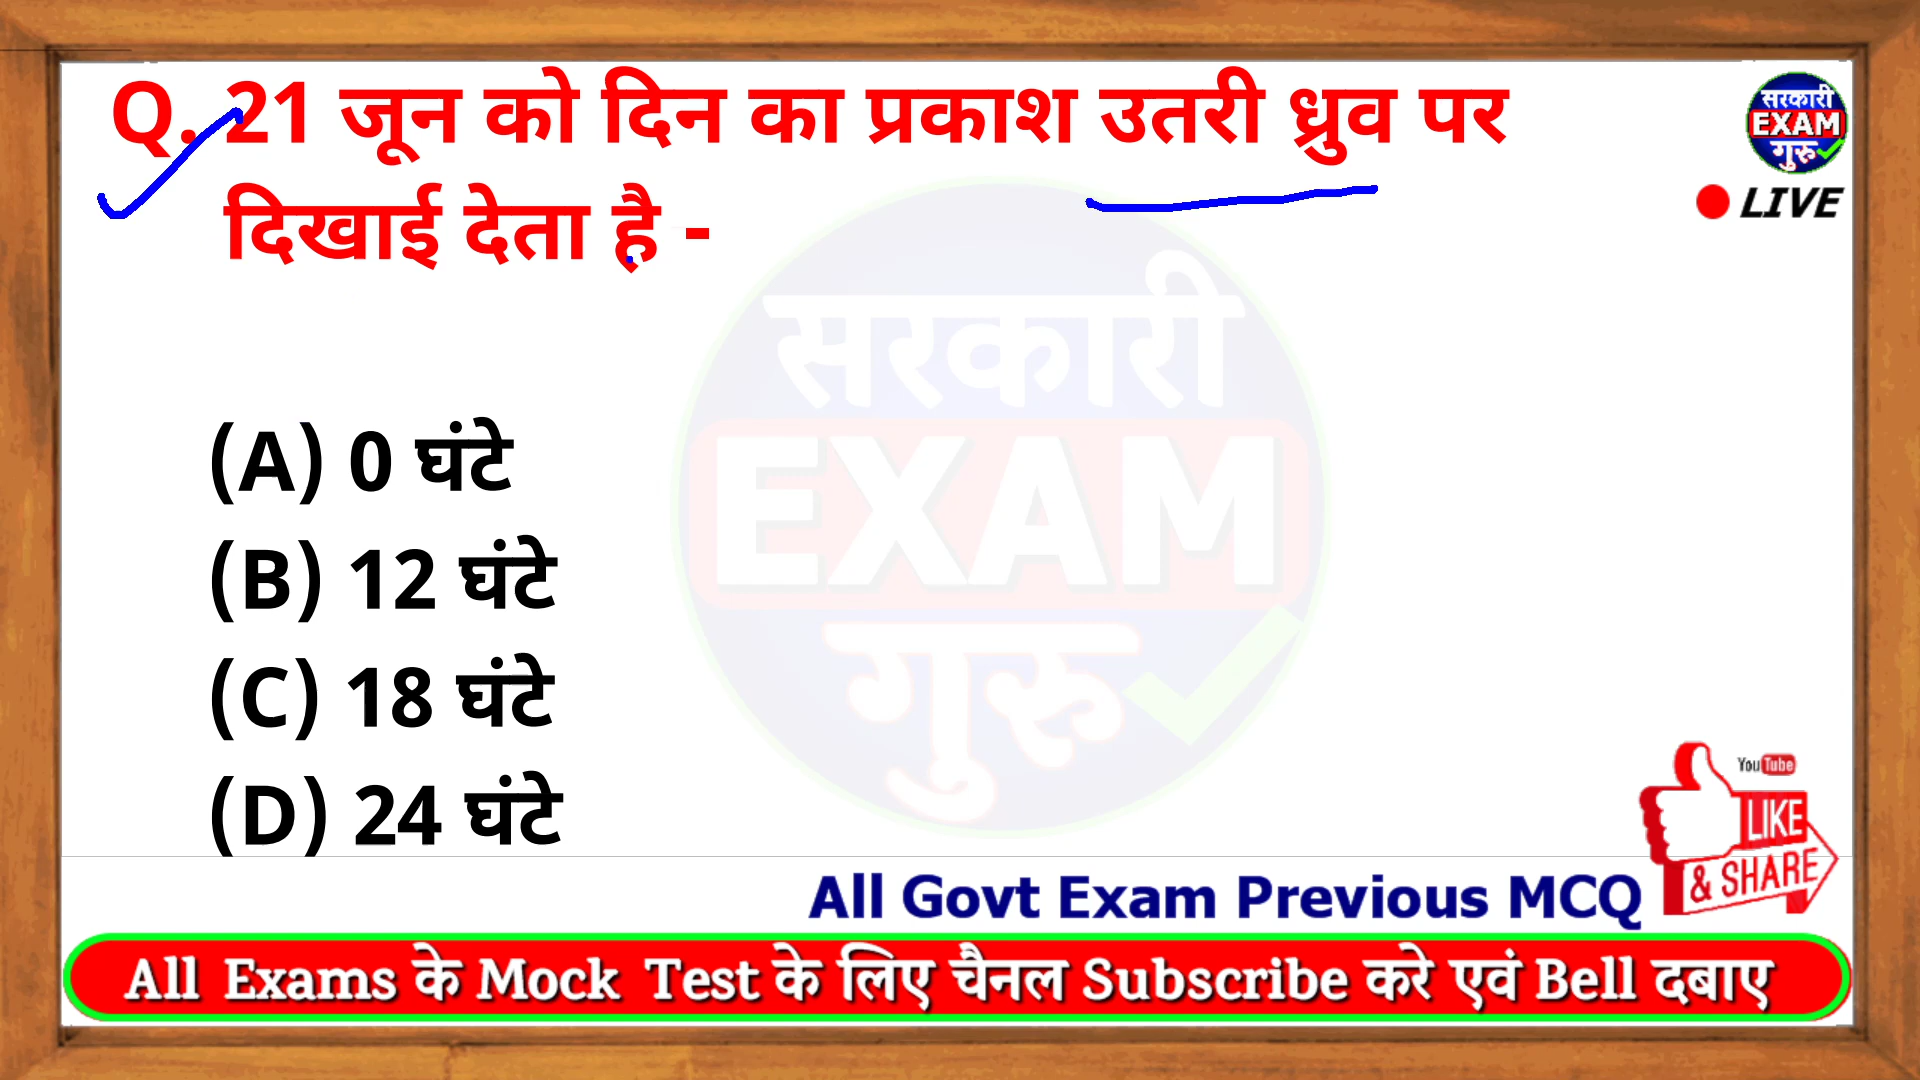 Q. 21 जून को दिन का प्रकाश उतरी ध्रुव पर
दिखाई देता है -
सरकारी
EXAM
गुरु
LIVE
सरकारी
EXAM
गुरु
(A) 0 घंटे
(B) 12 घंटे
(C) 18 घंटे
(D) 24 घंटे
YouTube
LIKE
& SHARE
All Govt Exam Previous MCQ
All Exams के Mock Test के लिए चैनल Subscribe करे एवं Bell दबाए